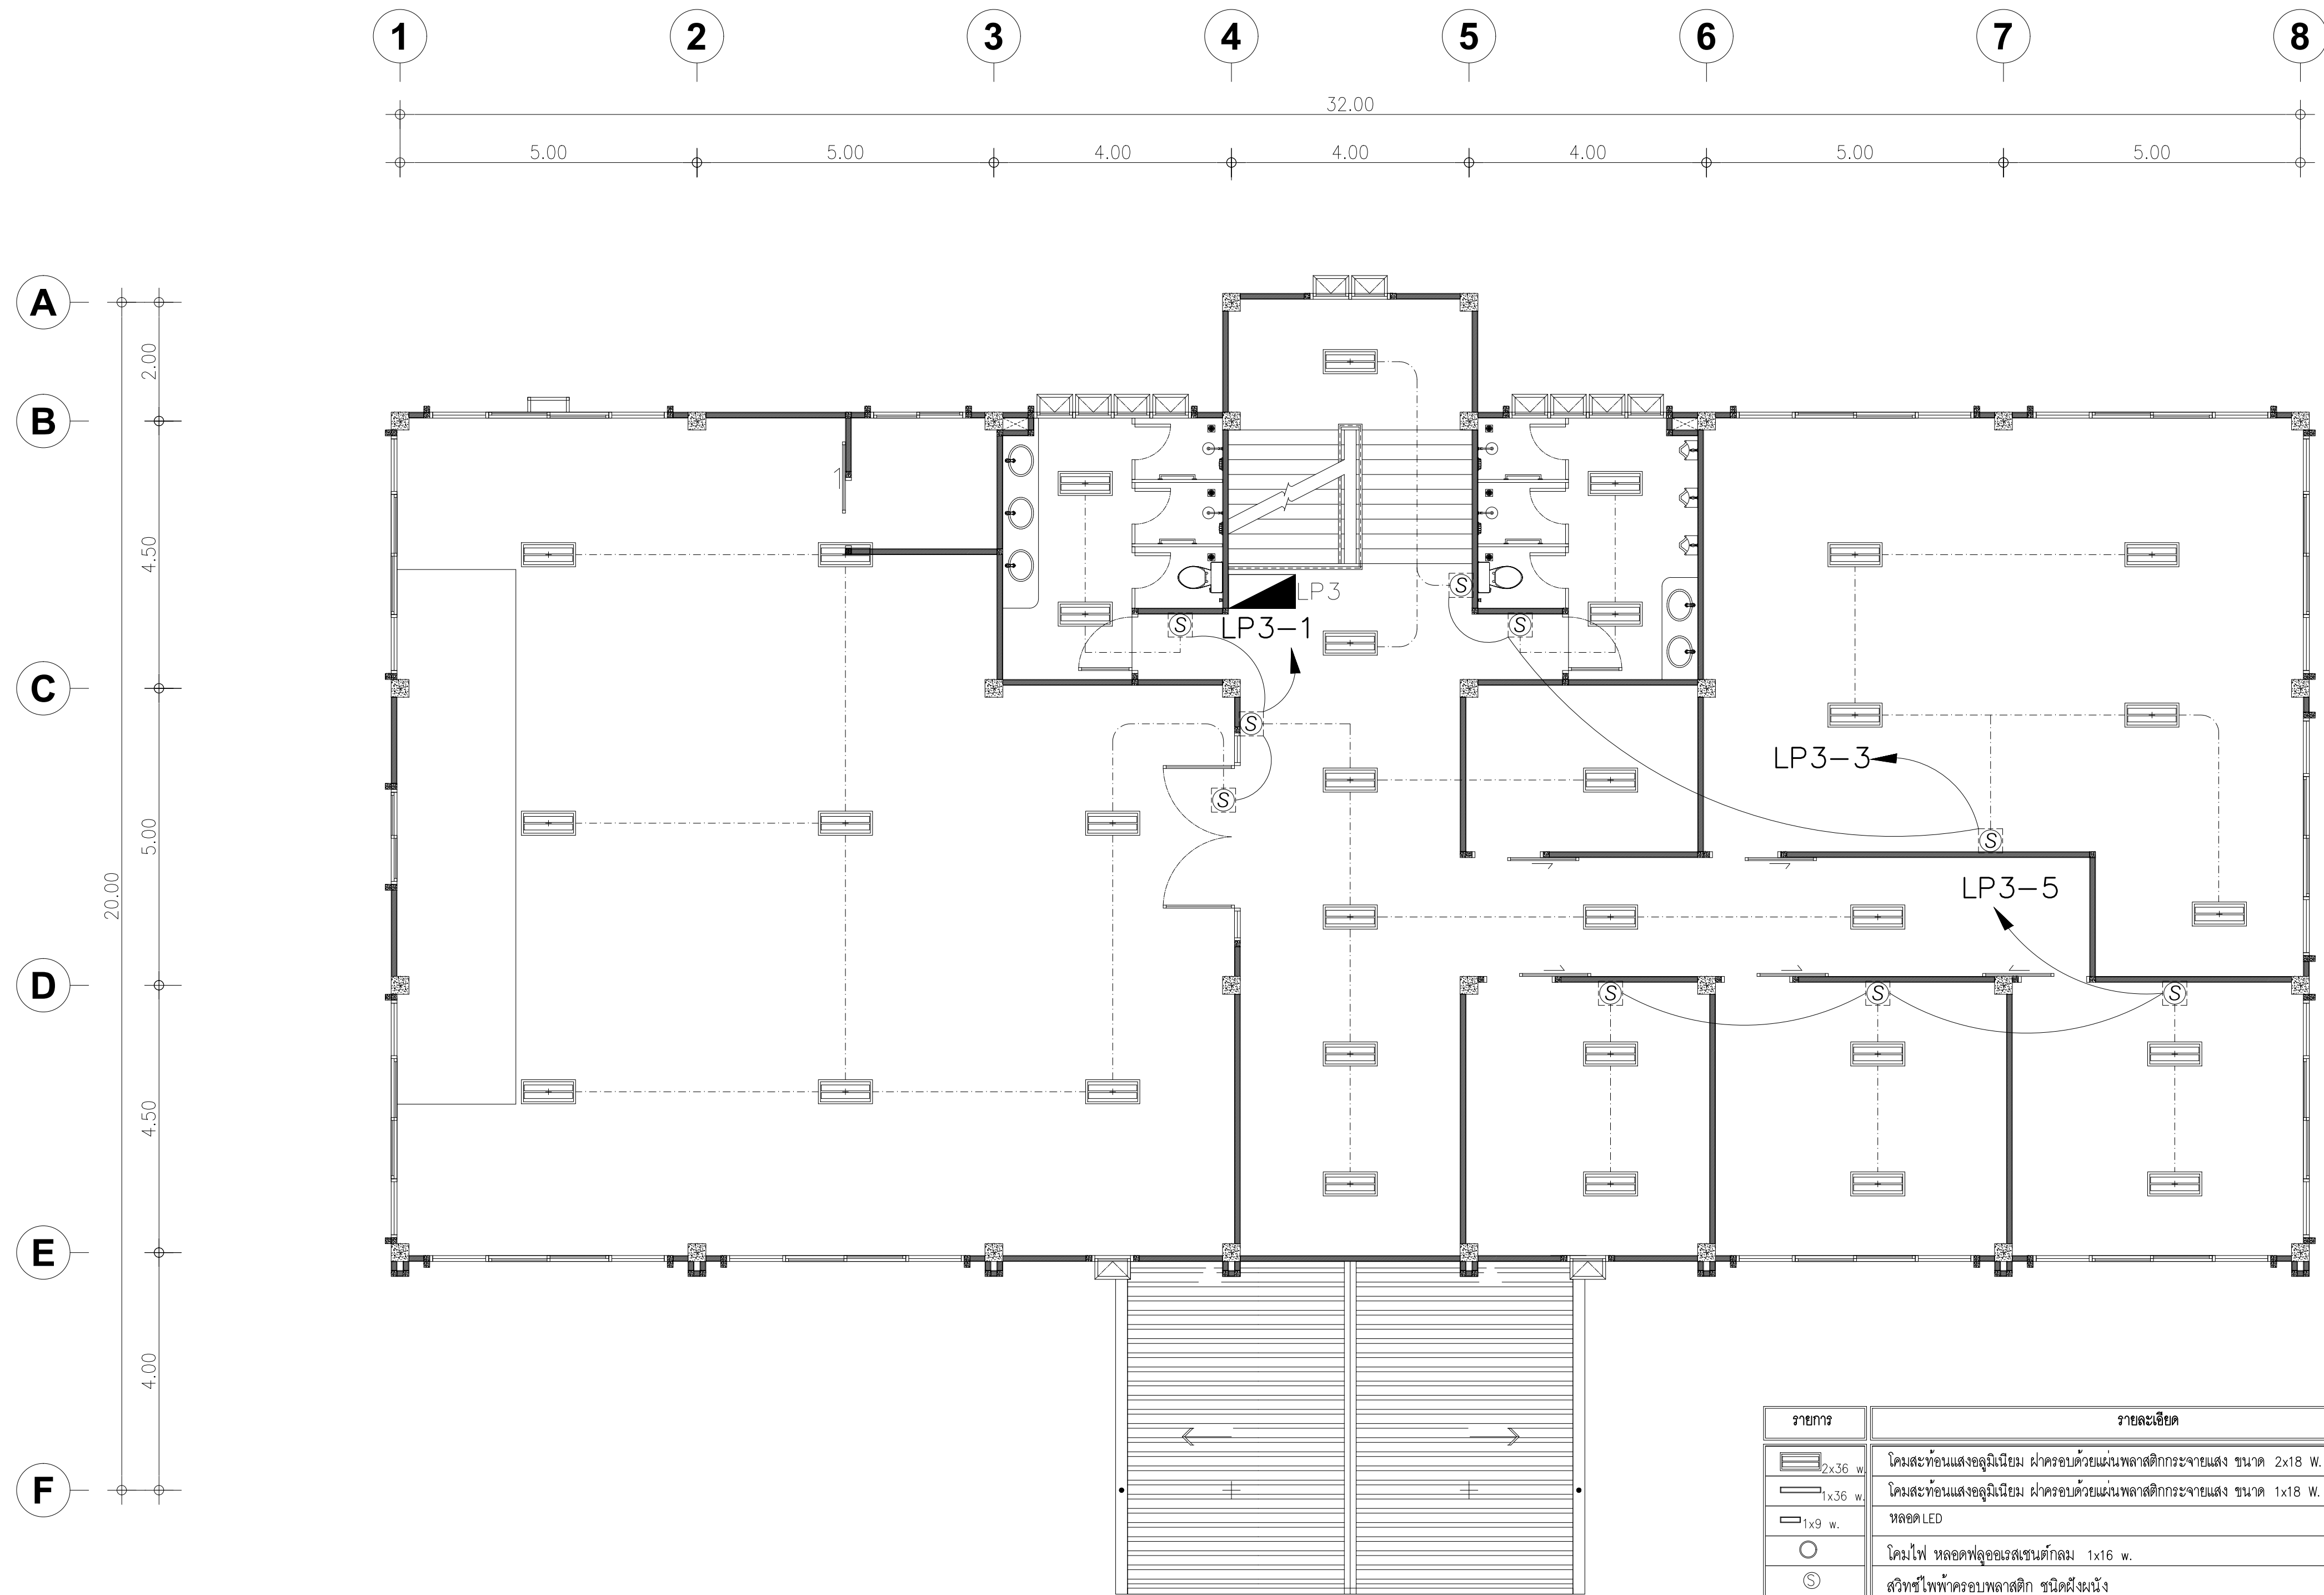 1 2 3 4 5 6 7 8
32.00
5.00 5.00 4.00 4.00 4.00 5.00 5.00
A
2.00
B
4.50
LP3
S
S S
LP3-1
C
S
LP3-3
S
5.00
S
20.00
LP3-5
D
S S S
4.50
E
4.00
F
รายการ รายละเอียด
2x36 w. โคมสะท้อนแสงอลูมิเนียม ฝาครอบด้วยแผ่นพลาสติกกระจายแสง ขนาด 2x18 W.
1x36 w. โคมสะท้อนแสงอลูมิเนียม ฝาครอบด้วยแผ่นพลาสติกกระจายแสง ขนาด 1x18 W.
1x9 w. หลอด LED
โคมไฟ หลอดฟลูออเรสเซนต์กลม 1x16 w.
S สวิทซ์ไพฟ้าครอบพลาสติก ชนิดฝังผนัง